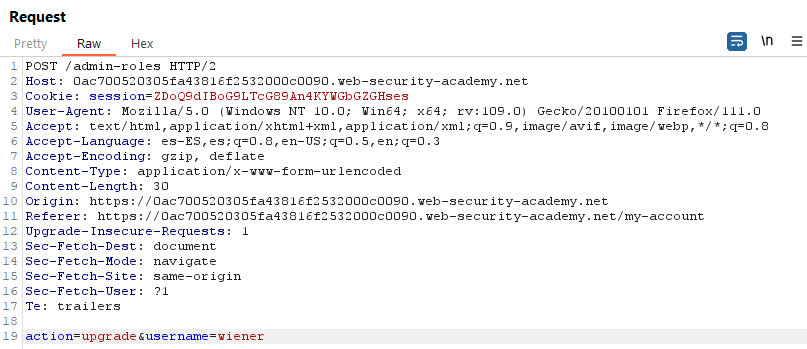 Request
Pretty Raw Hex \n
1 POST /admin-roles HTTP/2
2 Host: 0ac700520305fa43816f2532000c0090.web-security-academy.net
3 Cookie: session=ZDoQ9dIBoG9LTcG89An4KYWGbGZGHses
4 User-Agent: Mozilla/5.0 (Windows NT 10.0; Win64; x64; rv:109.0) Gecko/20100101 Firefox/111.0
5 Accept: text/html,application/xhtml+xml,application/xml;q=0.9,image/avif,image/webp,*/*;q=0.8
6 Accept-Language: es-ES,es;q=0.8,en-US;q=0.5,en;q=0.3
7 Accept-Encoding: gzip, deflate
8 Content-Type: application/x-www-form-urlencoded
9 Content-Length: 30
10 Origin: https://0ac700520305fa43816f2532000c0090.web-security-academy.net
11 Referer: https://0ac700520305fa43816f2532000c0090.web-security-academy.net/my-account
12 Upgrade-Insecure-Requests: 1
13 Sec-Fetch-Dest: document
14 Sec-Fetch-Mode: navigate
15 Sec-Fetch-Site: same-origin
16 Sec-Fetch-User: ?1
17 Te: trailers
18
19 action=upgrade&username=wiener